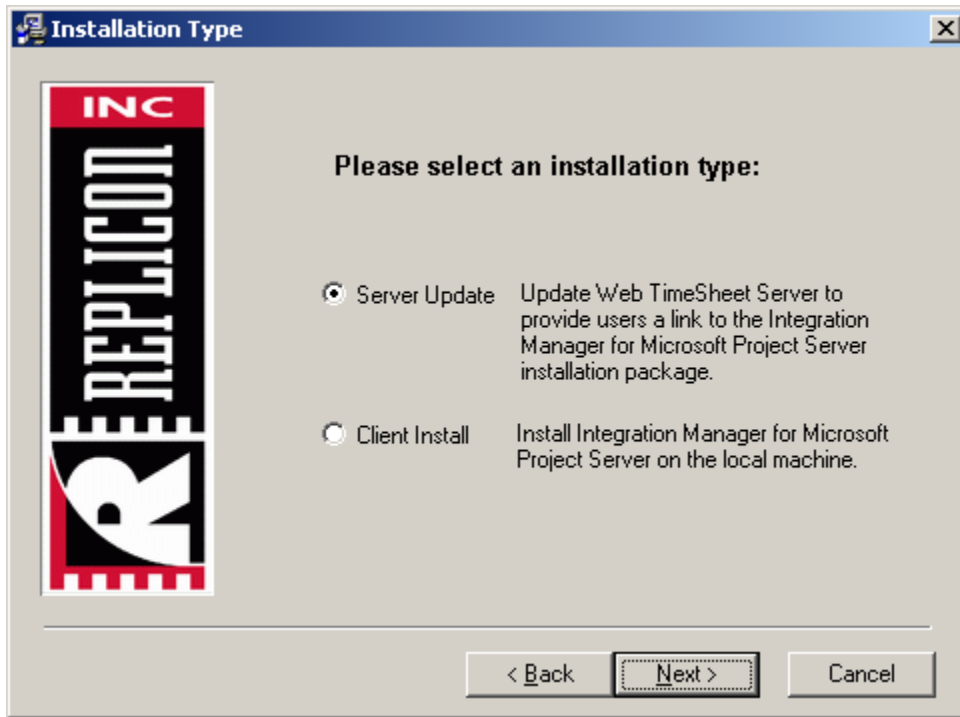 Installation Type
INC
REPLICON
R
Please select an installation type:
Server Update
Update Web TimeSheet Server to
provide users a link to the Integration
Manager for Microsoft Project Server
installation package.
Client Install
Install Integration Manager for Microsoft
Project Server on the local machine.
< Back
Next >
Cancel